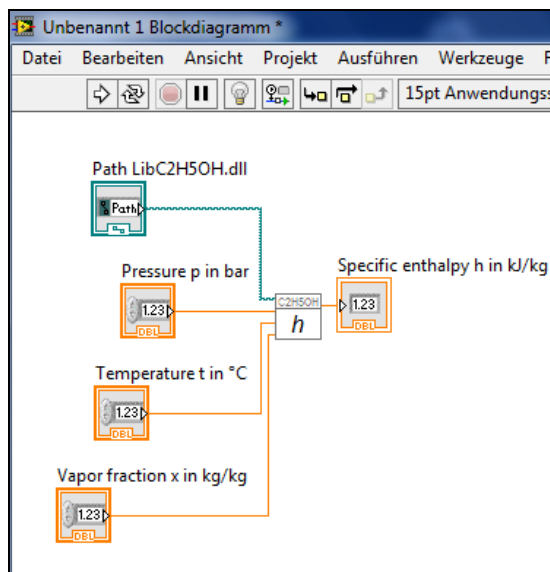 Unbenannt 1 Blockdiagramm *
Datei Bearbeiten Ansicht Projekt Ausführen Werkzeuge F
15pt Anwendungss
Path LibC2H5OH.dll
Path
Pressure p in bar
1.23
DBL
Specific enthalpy h in kJ/kg
C2H5OH
h
1.23
DBL
Temperature t in °C
1.23
DBL
Vapor fraction x in kg/kg
1.23
DBL